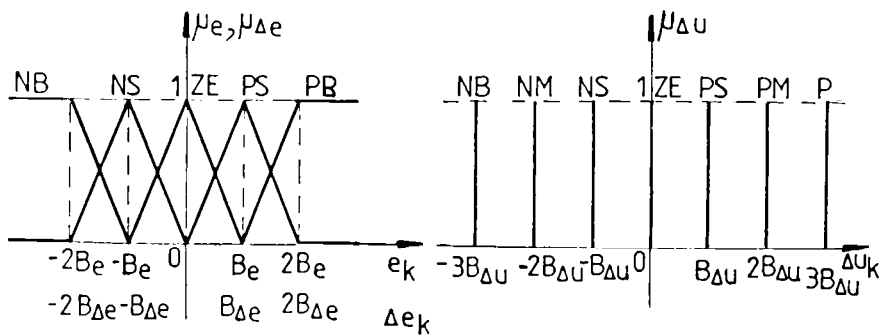 μe, μΔe
NB NS 1 ZE PS PB
-2Be -Be 0 Be 2Be ek
-2BΔe -BΔe BΔe 2BΔe Δek
μΔu
NB NM NS 1 ZE PS PM P
-3BΔu -2BΔu -BΔu 0 BΔu 2BΔu 3BΔu Δuk